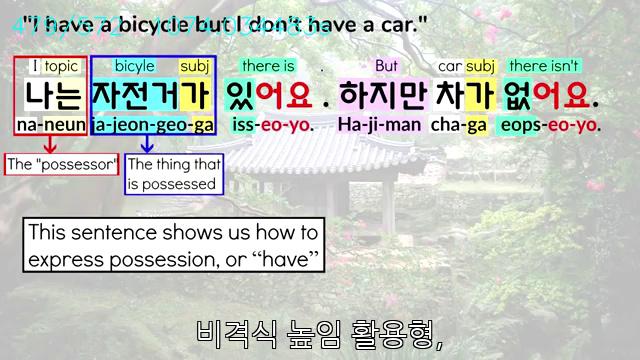 "I have a bicycle but I don't have a car."
I topic bicyle subj there is . But car subj there isn't
나는 자전거가 있어요. 하지만 차가 없어요.
na-neun ja-jeon-geo-ga iss-eo-yo. Ha-ji-man cha-ga eops-eo-yo.
The "possessor"
The thing that
is possessed
This sentence shows us how to
express possession, or “have”
비격식 높임 활용형,